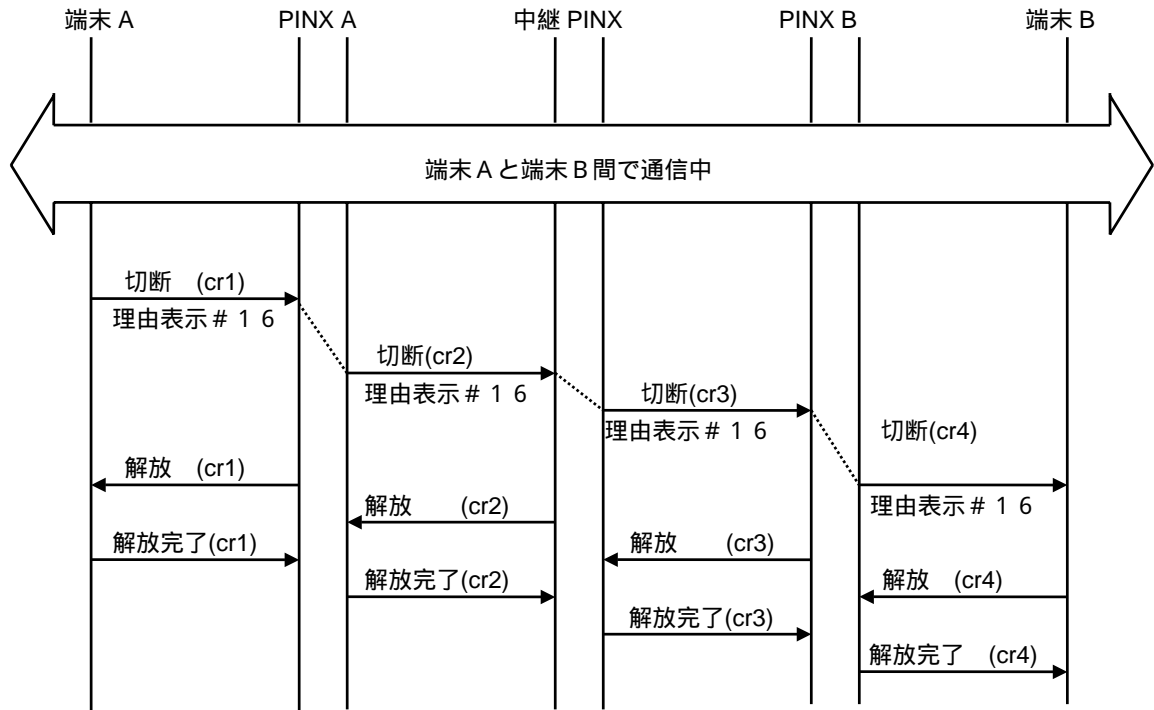 端末 A
PINX A
中継 PINX
PINX B
端末 B
端末 A と端末 B 間で通信中
切断　(cr1)
理由表示＃１６
切断(cr2)
理由表示＃１６
切断(cr3)
理由表示＃１６
切断(cr4)
理由表示＃１６
解放　(cr1)
解放　　(cr2)
解放完了(cr1)
解放　　(cr3)
解放完了(cr2)
解放　(cr4)
解放完了(cr3)
解放完了　(cr4)